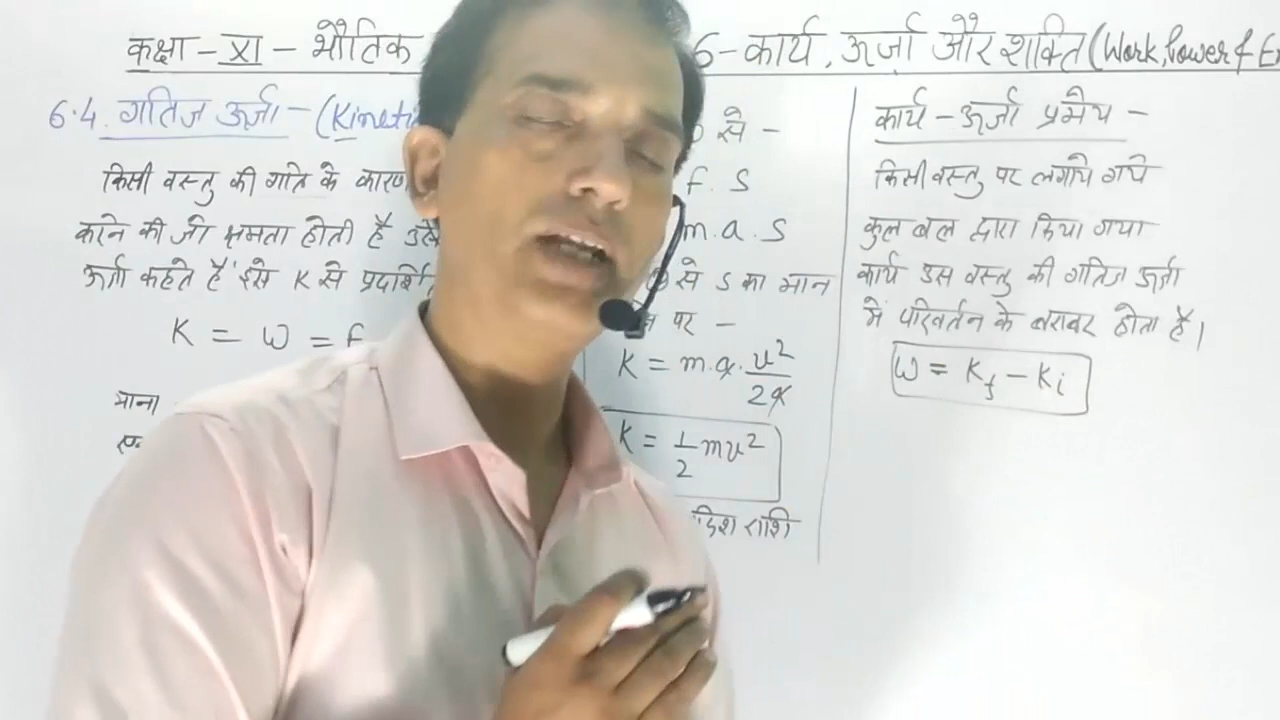 कक्षा - XI - भौतिक
6 - कार्य, ऊर्जा और शक्ति (Work, Power & E
6.4. गतिज ऊर्जा - (Kineti
किसी वस्तु की गति के कारण
करने की जो क्षमता होती है उसे
ऊर्जा कहते हैं इसे K से प्रदर्शि
K = W = f
माना
से -
f. S
m. a. S
से S का मान
पर -
K = m.a. v²/2a
K = 1/2 mv²
दिश राशि
कार्य - ऊर्जा प्रमेय -
किसी वस्तु पर लगाये गये
कुल बल द्वारा किया गया
कार्य उस वस्तु की गतिज ऊर्जा
में परिवर्तन के बराबर होता है।
W = Kf - Ki